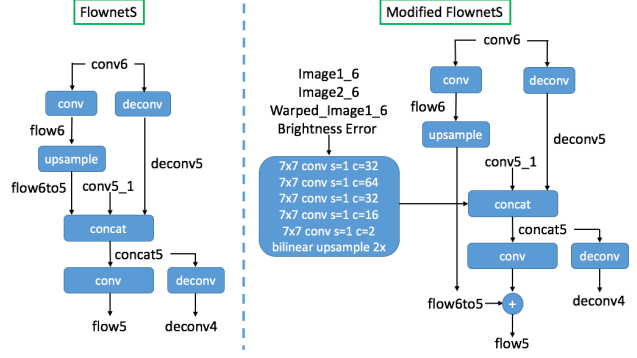 FlownetS
conv6
conv
deconv
flow6
upsample
deconv5
flow6to5
conv5_1
concat
concat5
conv
deconv
flow5
deconv4
Modified FlownetS
conv6
Image1_6
Image2_6
Warped_Image1_6
Brightness Error
conv
deconv
flow6
upsample
deconv5
conv5_1
7x7 conv s=1 c=32
7x7 conv s=1 c=64
7x7 conv s=1 c=32
7x7 conv s=1 c=16
7x7 conv s=1 c=2
bilinear upsample 2x
concat
concat5
conv
deconv
flow6to5
+
deconv4
flow5